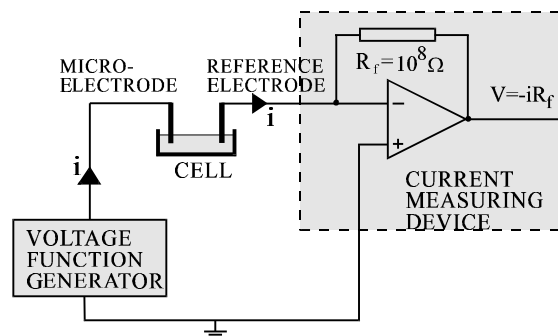 MICRO-
ELECTRODE
REFERENCE
ELECTRODE
R_f=10^8Ω
V=-iR_f
i
i
−
+
CELL
CURRENT
MEASURING
DEVICE
VOLTAGE
FUNCTION
GENERATOR